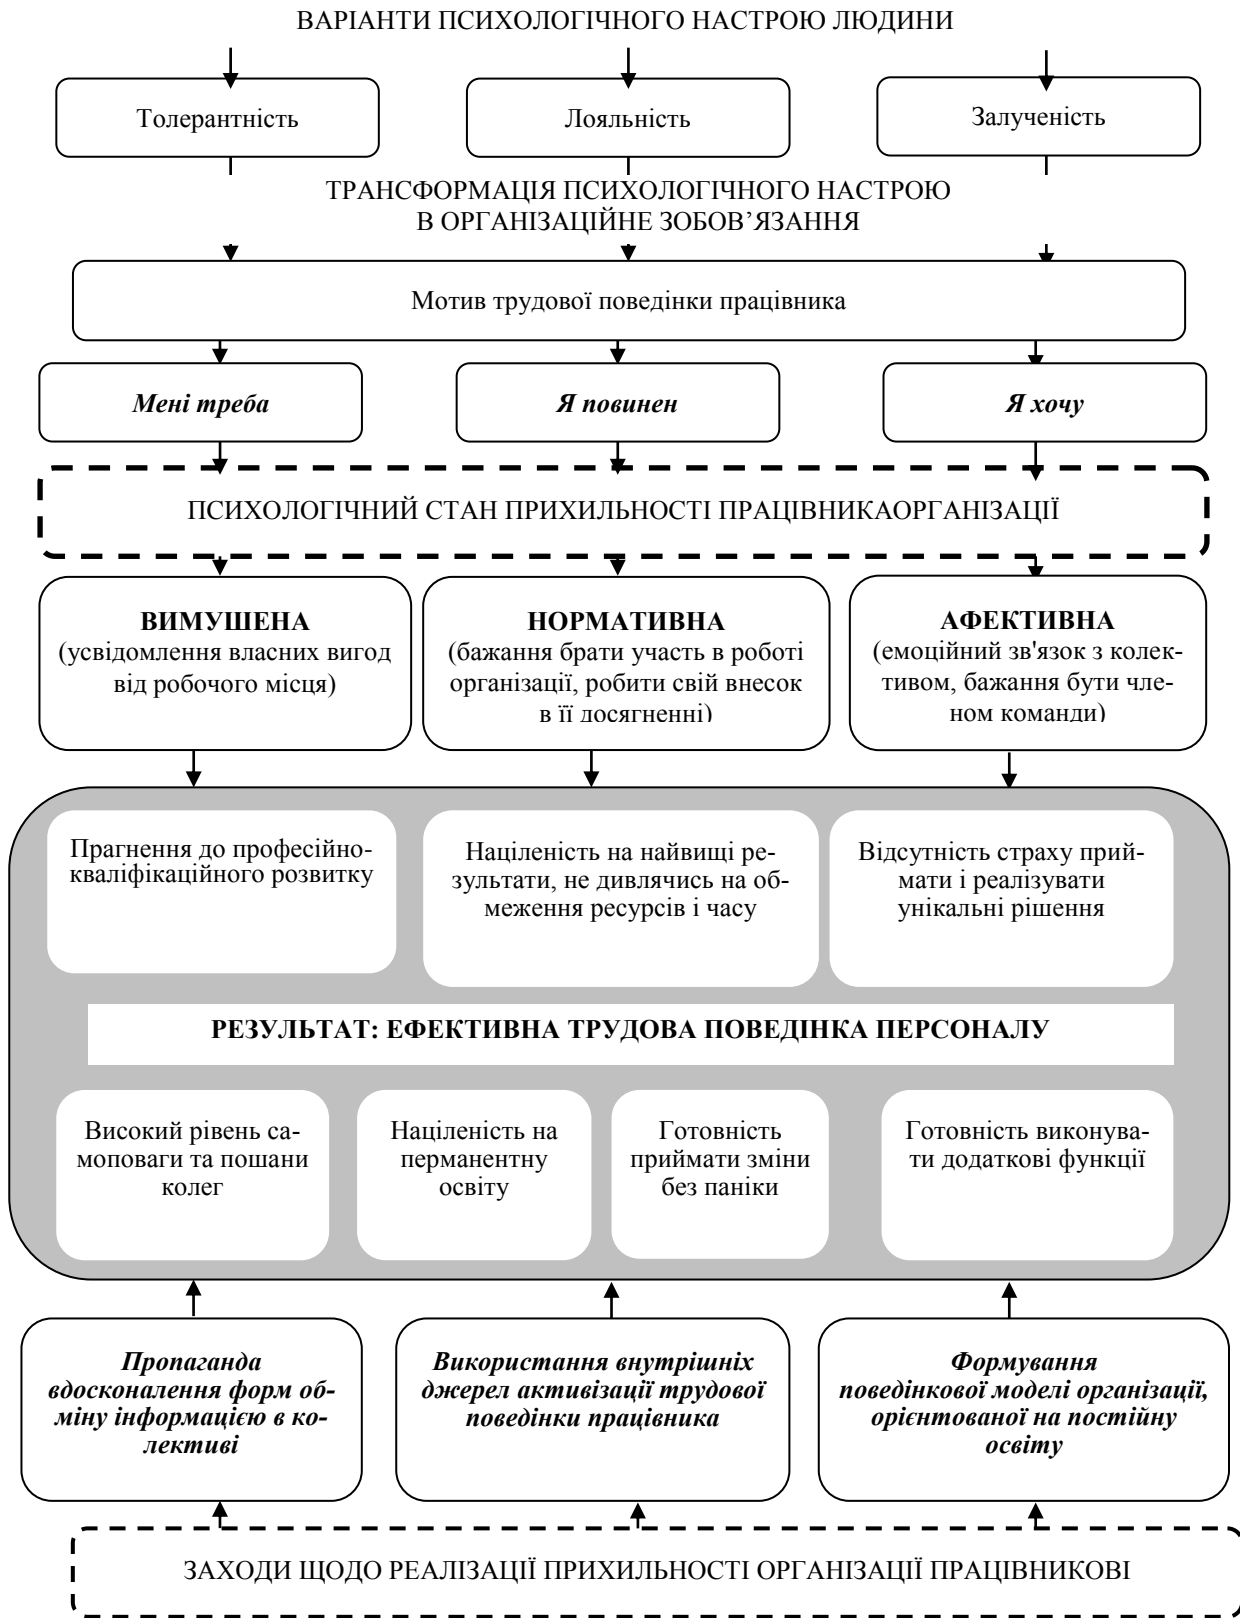 ВАРІАНТИ ПСИХОЛОГІЧНОГО НАСТРОЮ ЛЮДИНИ
Толерантність
Лояльність
Залученість
ТРАНСФОРМАЦІЯ ПСИХОЛОГІЧНОГО НАСТРОЮ
В ОРГАНІЗАЦІЙНЕ ЗОБОВ’ЯЗАННЯ
Мотив трудової поведінки працівника
Мені треба
Я повинен
Я хочу
ПСИХОЛОГІЧНИЙ СТАН ПРИХИЛЬНОСТІ ПРАЦІВНИКАОРГАНІЗАЦІЇ
ВИМУШЕНА
(усвідомлення власних вигод
від робочого місця)
НОРМАТИВНА
(бажання брати участь в роботі
організації, робити свій внесок
в її досягненні)
АФЕКТИВНА
(емоційний зв'язок з колек-
тивом, бажання бути чле-
ном команди)
Прагнення до професійно-
кваліфікаційного розвитку
Націленість на найвищі ре-
зультати, не дивлячись на об-
меження ресурсів і часу
Відсутність страху прий-
мати і реалізувати
унікальні рішення
РЕЗУЛЬТАТ: ЕФЕКТИВНА ТРУДОВА ПОВЕДІНКА ПЕРСОНАЛУ
Високий рівень са-
моповаги та пошани
колег
Націленість на
перманентну
освіту
Готовність
приймати зміни
без паніки
Готовність виконува-
ти додаткові функції
Пропаганда
вдосконалення форм об-
міну інформацією в ко-
лективі
Використання внутрішніх
джерел активізації трудової
поведінки працівника
Формування
поведінкової моделі організації,
орієнтованої на постійну
освіту
ЗАХОДИ ЩОДО РЕАЛІЗАЦІЇ ПРИХИЛЬНОСТІ ОРГАНІЗАЦІЇ ПРАЦІВНИКОВІ